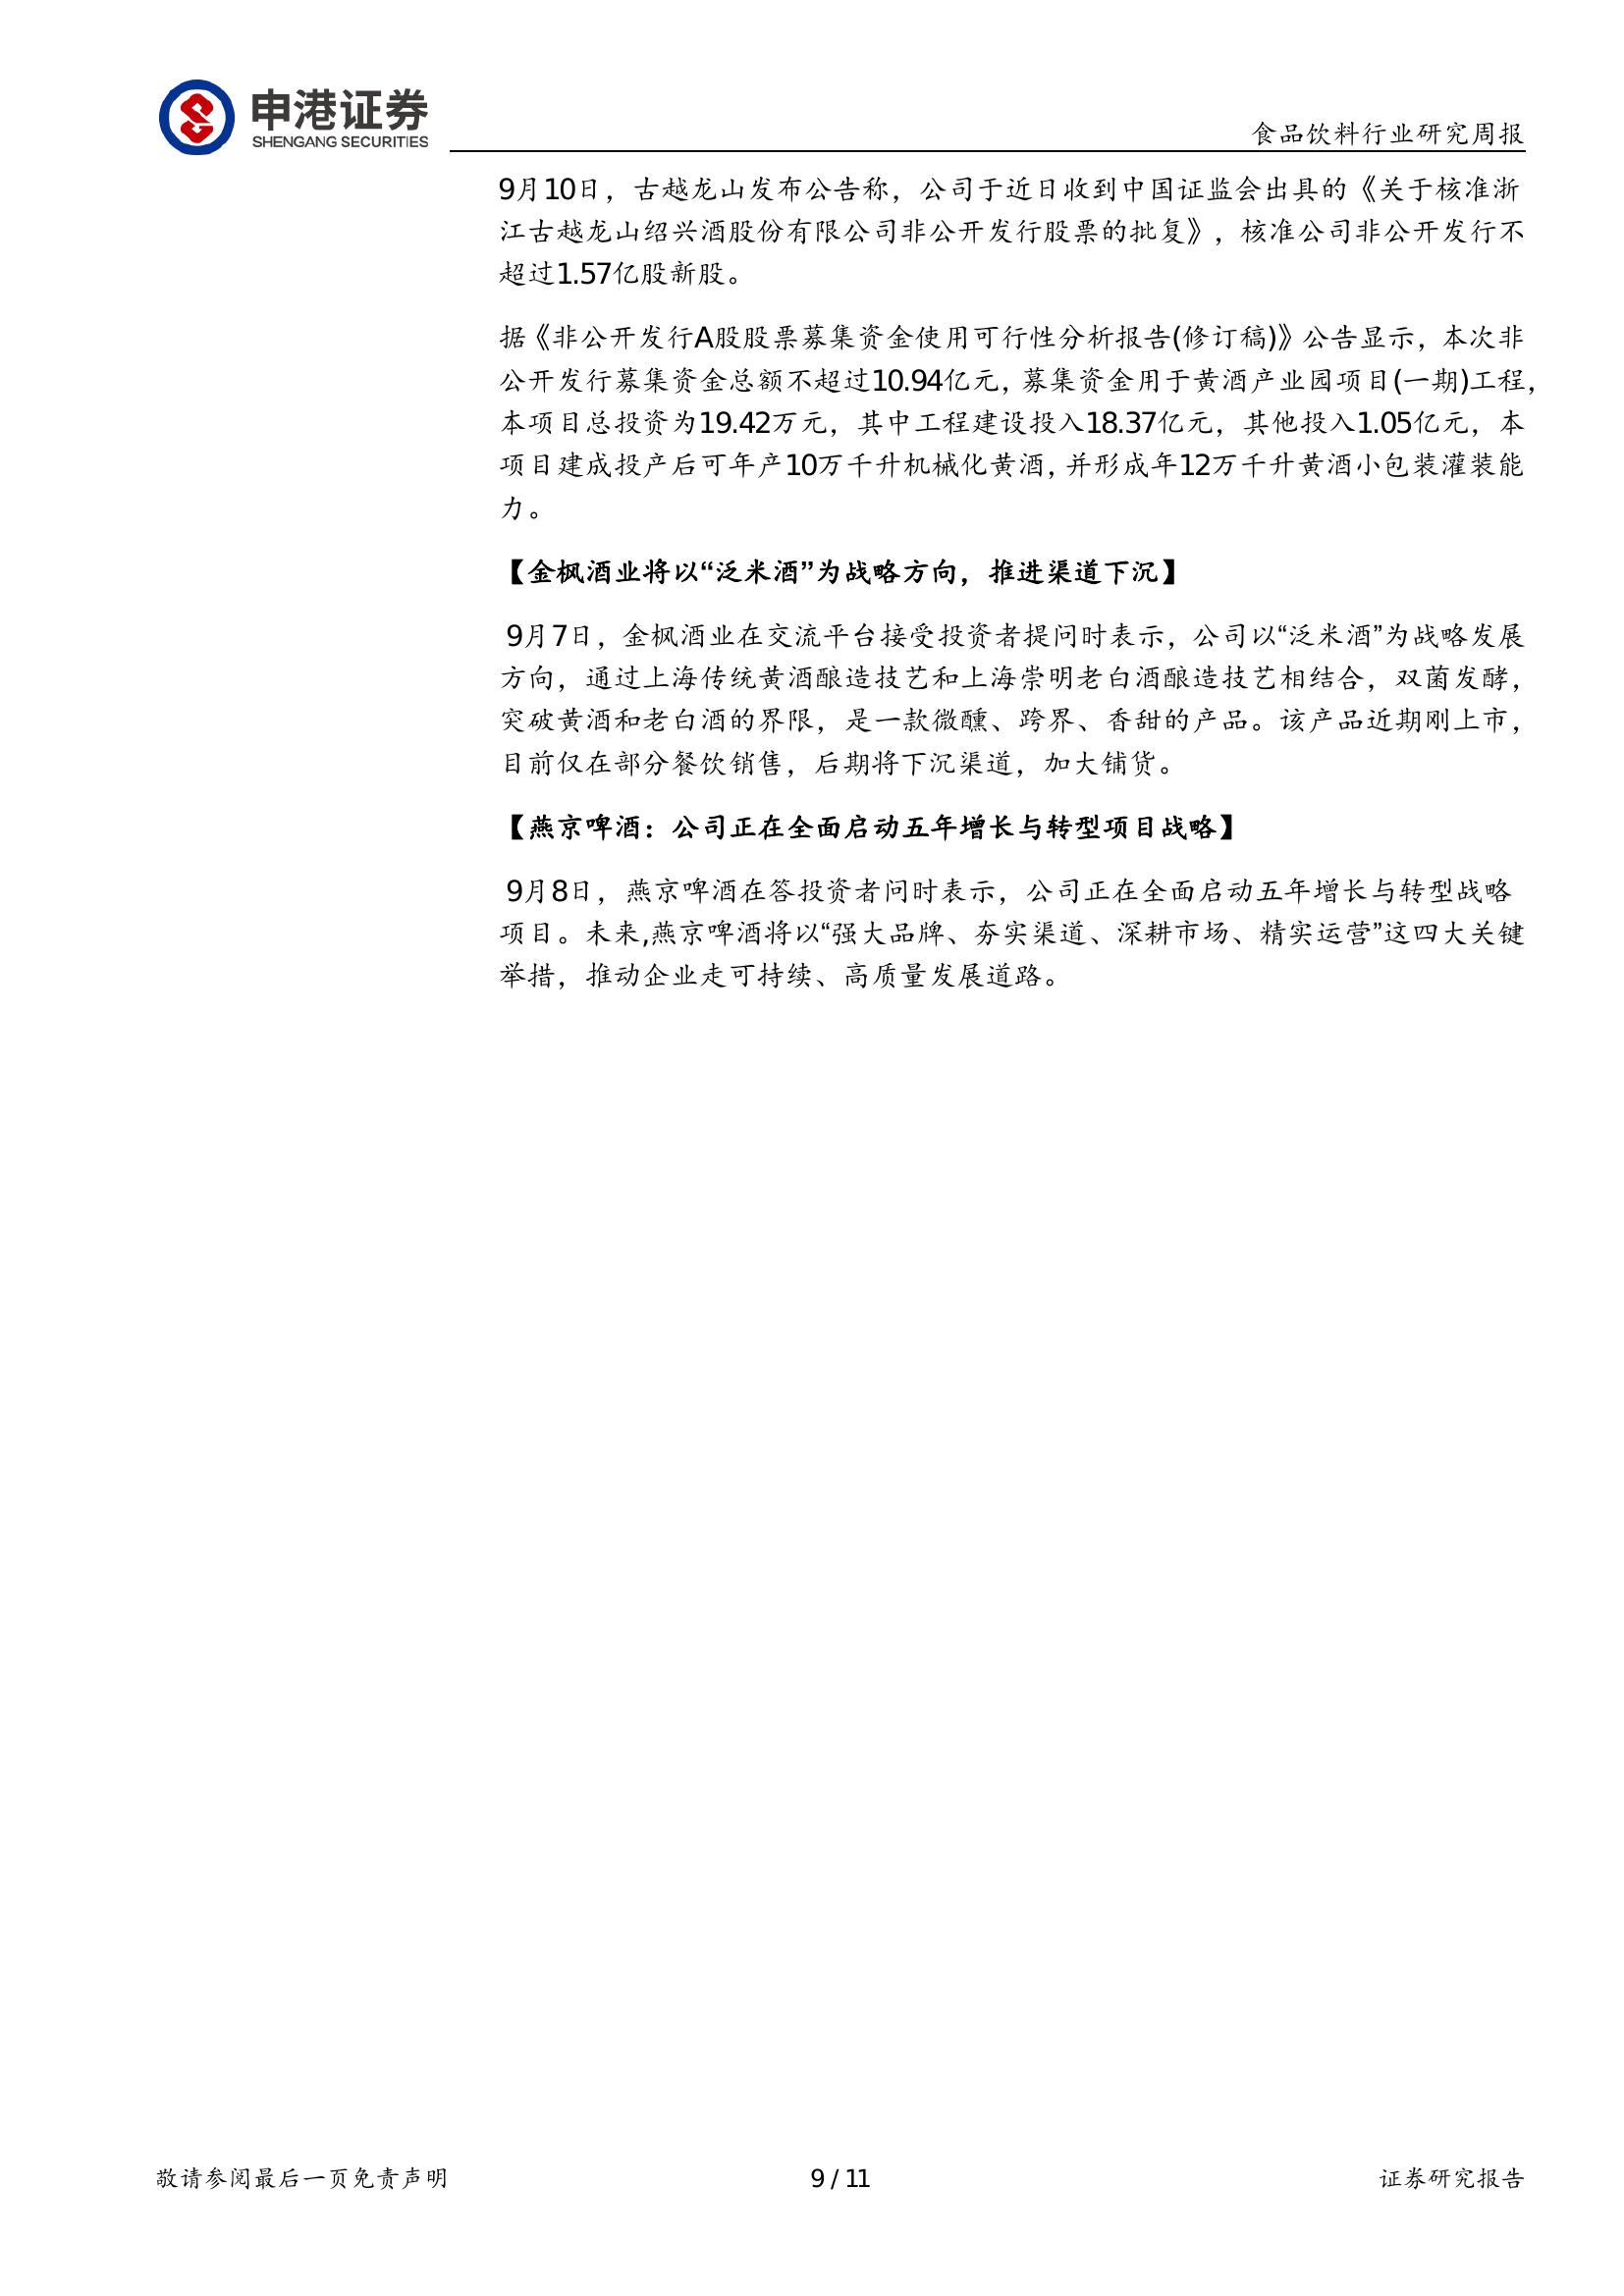 申港证券
SHENGANG SECURITIES
食品饮料行业研究周报
9月10日，古越龙山发布公告称，公司于近日收到中国证监会出具的《关于核准浙
江古越龙山绍兴酒股份有限公司非公开发行股票的批复》，核准公司非公开发行不
超过1.57亿股新股。
据《非公开发行A股股票募集资金使用可行性分析报告(修订稿)》公告显示，本次非
公开发行募集资金总额不超过10.94亿元，募集资金用于黄酒产业园项目(一期)工程，
本项目总投资为19.42万元，其中工程建设投入18.37亿元，其他投入1.05亿元，本
项目建成投产后可年产10万千升机械化黄酒，并形成年12万千升黄酒小包装灌装能
力。
【金枫酒业将以“泛米酒”为战略方向，推进渠道下沉】
9月7日，金枫酒业在交流平台接受投资者提问时表示，公司以“泛米酒”为战略发展
方向，通过上海传统黄酒酿造技艺和上海崇明老白酒酿造技艺相结合，双菌发酵，
突破黄酒和老白酒的界限，是一款微醺、跨界、香甜的产品。该产品近期刚上市，
目前仅在部分餐饮销售，后期将下沉渠道，加大铺货。
【燕京啤酒：公司正在全面启动五年增长与转型项目战略】
9月8日，燕京啤酒在答投资者问时表示，公司正在全面启动五年增长与转型战略
项目。未来,燕京啤酒将以“强大品牌、夯实渠道、深耕市场、精实运营”这四大关键
举措，推动企业走可持续、高质量发展道路。
敬请参阅最后一页免责声明
9 / 11
证券研究报告